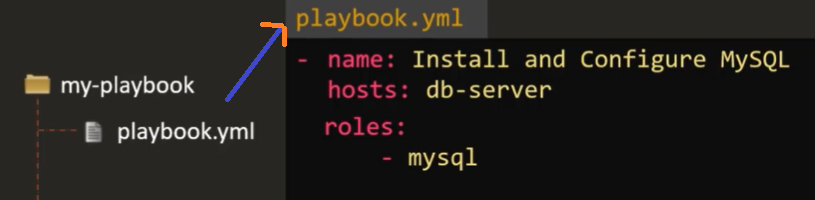 my-playbook
playbook.yml
playbook.yml
- name: Install and Configure MySQL
hosts: db-server
roles:
- mysql